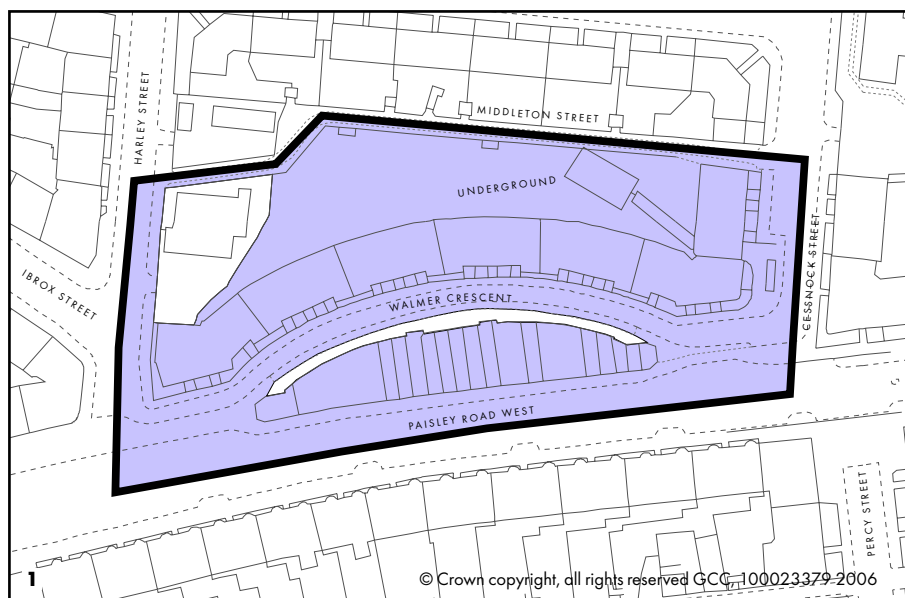 MIDDLETON STREET
HARLEY STREET
UNDERGROUND
IBROX STREET
WALMER CRESCENT
CESSNOCK STREET
PAISLEY ROAD WEST
PERCY STREET
1
© Crown copyright, all rights reserved GCC, 100023379 2006